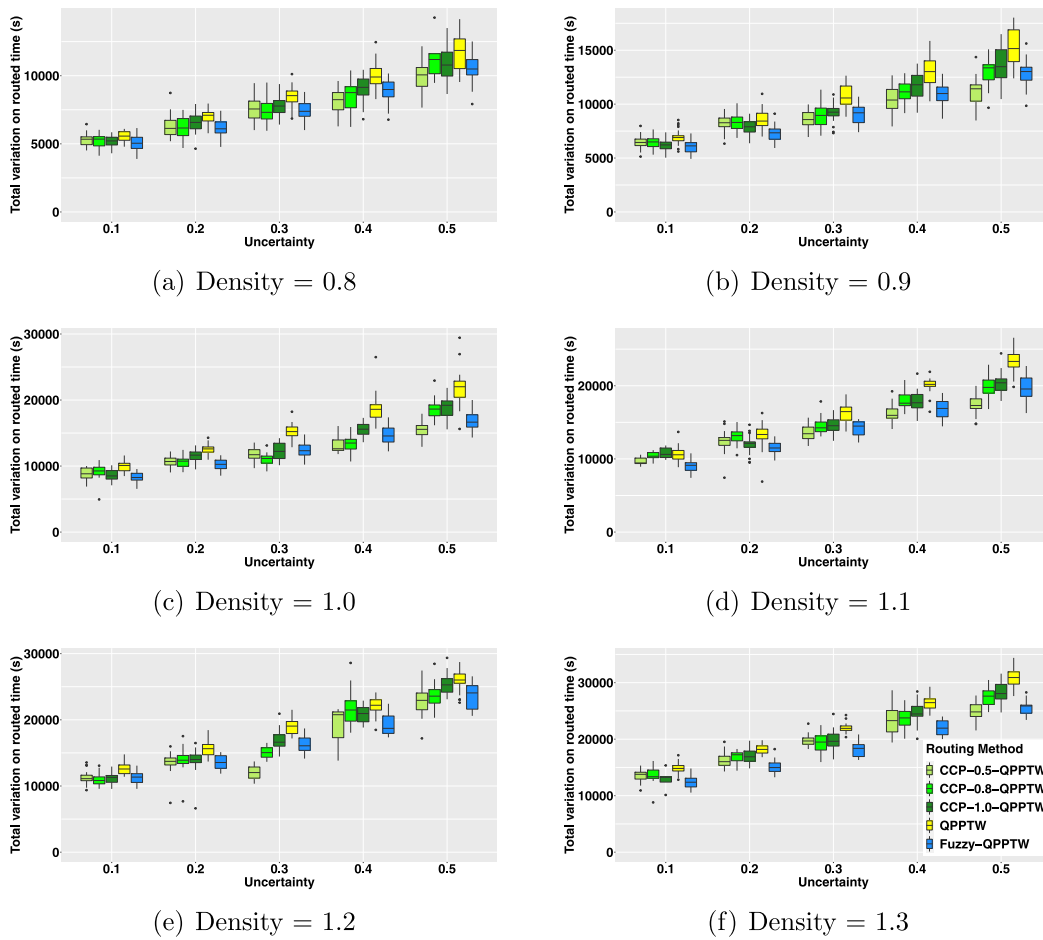 Total variation on routed time (s)
10000
5000
0
0.1 0.2 0.3 0.4 0.5
Uncertainty
(a) Density = 0.8
Total variation on routed time (s)
15000
10000
5000
0
0.1 0.2 0.3 0.4 0.5
Uncertainty
(b) Density = 0.9
Total variation on routed time (s)
30000
20000
10000
0
0.1 0.2 0.3 0.4 0.5
Uncertainty
(c) Density = 1.0
Total variation on routed time (s)
20000
10000
0
0.1 0.2 0.3 0.4 0.5
Uncertainty
(d) Density = 1.1
Total variation on routed time (s)
30000
20000
10000
0
0.1 0.2 0.3 0.4 0.5
Uncertainty
(e) Density = 1.2
Total variation on routed time (s)
30000
20000
10000
0
Routing Method
CCP−0.5−QPPTW
CCP−0.8−QPPTW
CCP−1.0−QPPTW
QPPTW
Fuzzy−QPPTW
0.1 0.2 0.3 0.4 0.5
Uncertainty
(f) Density = 1.3